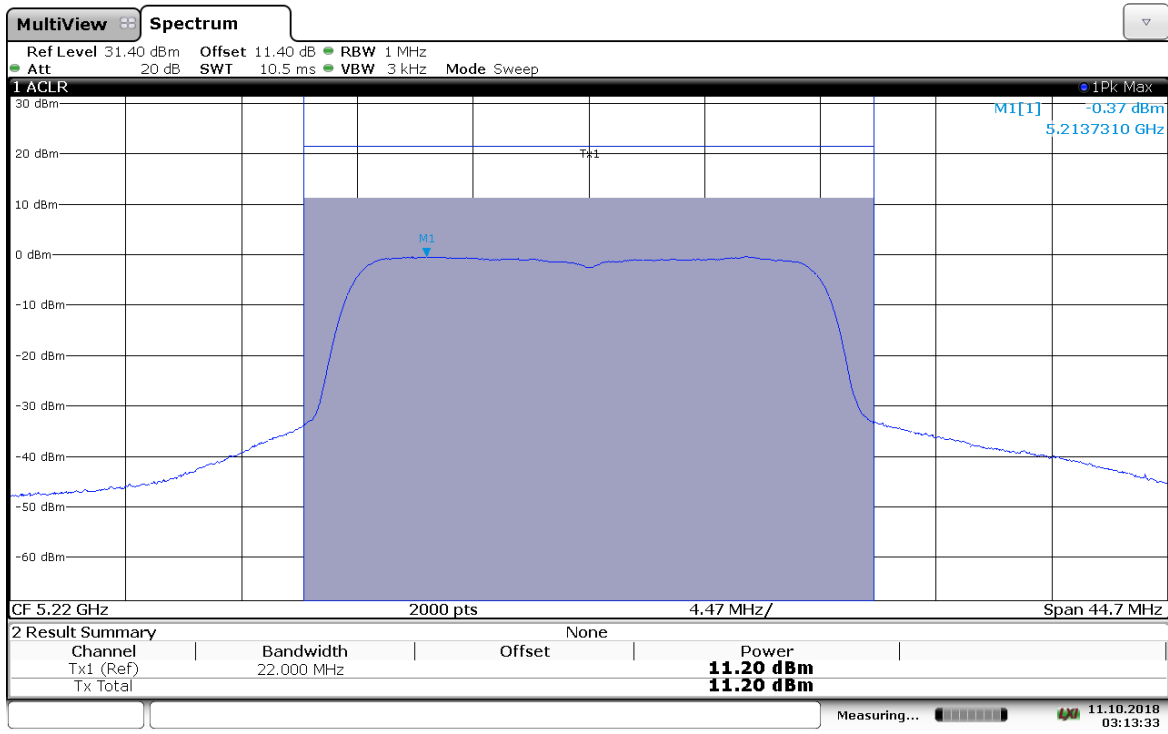 MultiView Spectrum
Ref Level 31.40 dBm Offset 11.40 dB RBW 1 MHz
Att 20 dB SWT 10.5 ms VBW 3 kHz Mode Sweep
1 ACLR 1Pk Max
30 dBm
M1[1] -0.37 dBm
5.2137310 GHz
20 dBm
Tx1
10 dBm
M1
0 dBm
-10 dBm
-20 dBm
-30 dBm
-40 dBm
-50 dBm
-60 dBm
CF 5.22 GHz 2000 pts 4.47 MHz/ Span 44.7 MHz
2 Result Summary None
Channel Bandwidth Offset Power
Tx1 (Ref) 22.000 MHz 11.20 dBm
Tx Total 11.20 dBm
Measuring... LXI 11.10.2018
03:13:33